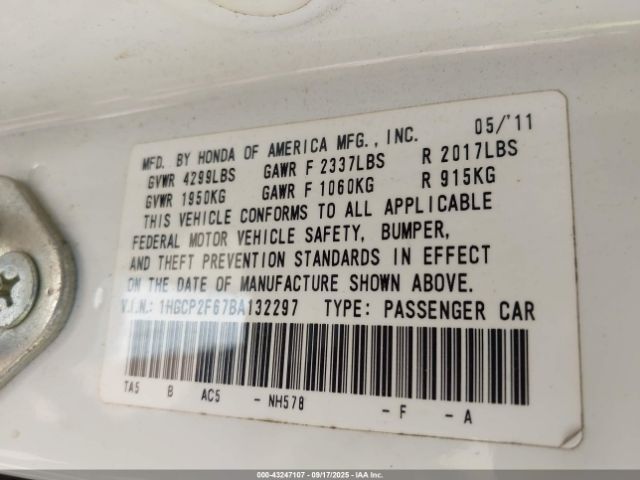 MFD. BY HONDA OF AMERICA MFG., INC. 05/'11
GVWR 4299LBS GAWR F 2337LBS R 2017LBS
GVWR 1950KG GAWR F 1060KG R 915KG
THIS VEHICLE CONFORMS TO ALL APPLICABLE
FEDERAL MOTOR VEHICLE SAFETY, BUMPER,
AND THEFT PREVENTION STANDARDS IN EFFECT
ON THE DATE OF MANUFACTURE SHOWN ABOVE.
V.I.N.: 1HGCP2F67BA132297 TYPE: PASSENGER CAR
TA5 B AC5 - NH578 - F - A
000-43247107 - 09/17/2025 - IAAI Inc.